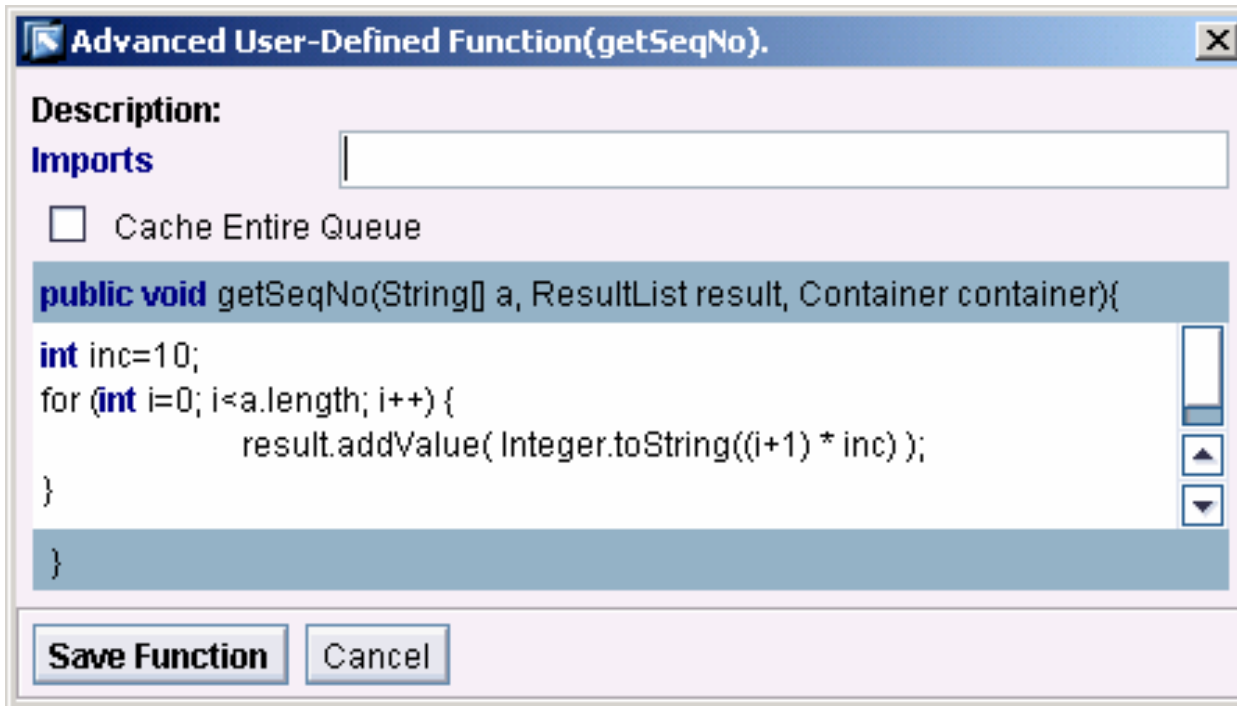 Advanced User-Defined Function(getSeqNo).
Description:
Imports
Cache Entire Queue
public void getSeqNo(String[] a, ResultList result, Container container){
int inc=10;
for (int i=0; i<a.length; i++) {
result.addValue( Integer.toString((i+1) * inc) );
}
}
Save Function
Cancel